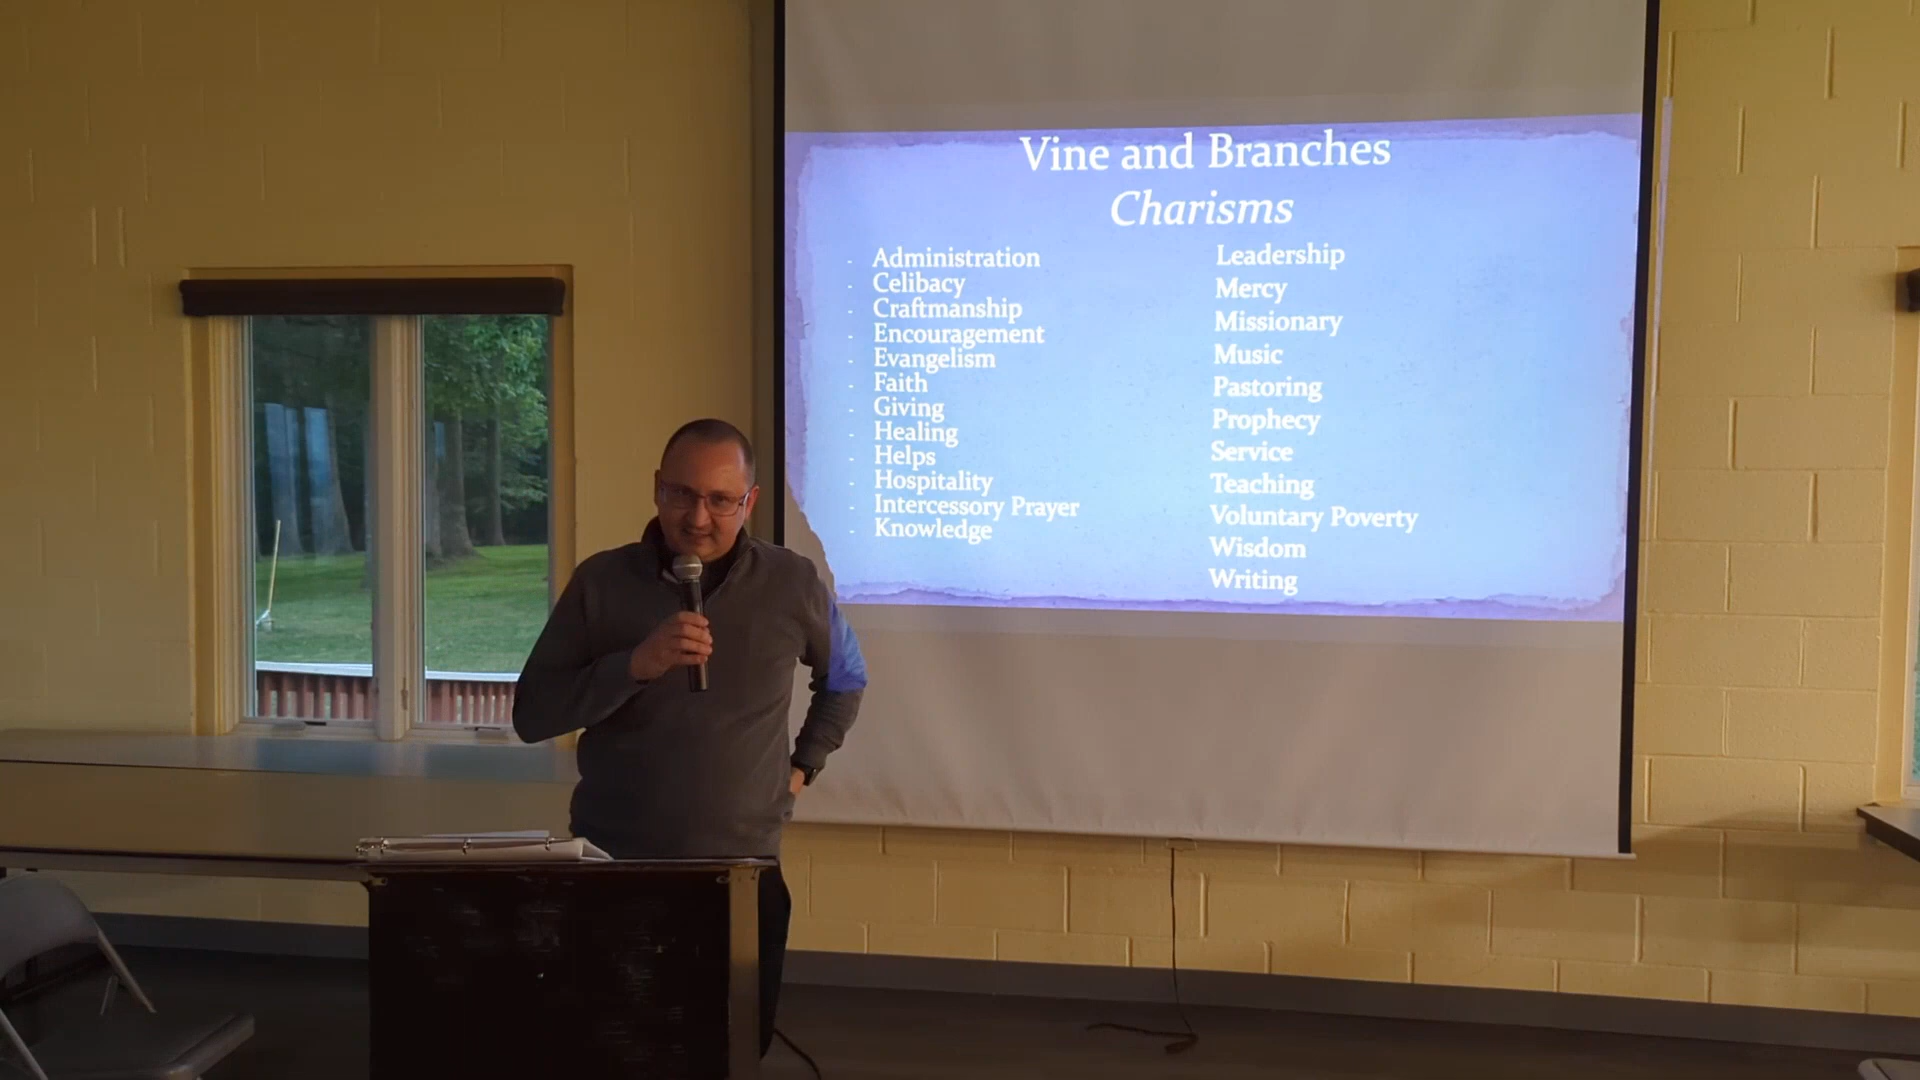 Vine and Branches
Charisms
- Administration
- Celibacy
- Craftmanship
- Encouragement
- Evangelism
- Faith
- Giving
- Healing
- Helps
- Hospitality
- Intercessory Prayer
- Knowledge
Leadership
Mercy
Missionary
Music
Pastoring
Prophecy
Service
Teaching
Voluntary Poverty
Wisdom
Writing